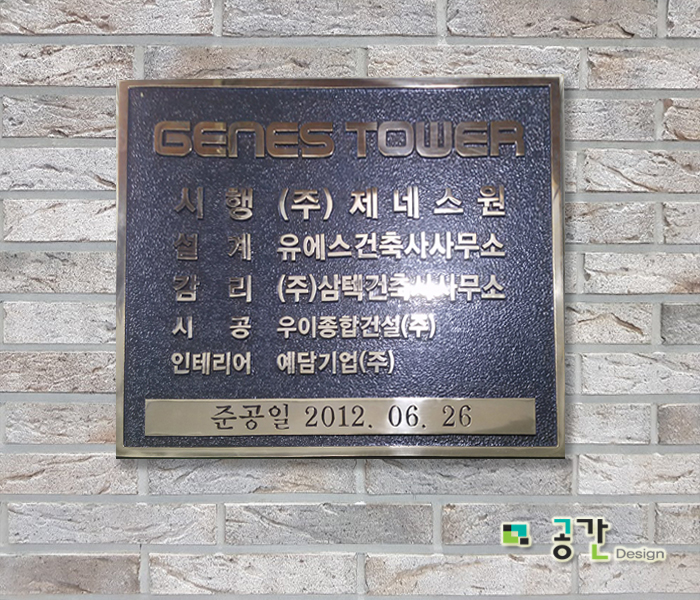 GENES TOWER
시 행 (주) 제 네 스 원
설 계 유에스건축사사무소
감 리 (주)삼텍건축사사무소
시 공 우이종합건설(주)
인테리어 예담기업(주)
준공일 2012. 06. 26
공간 Design